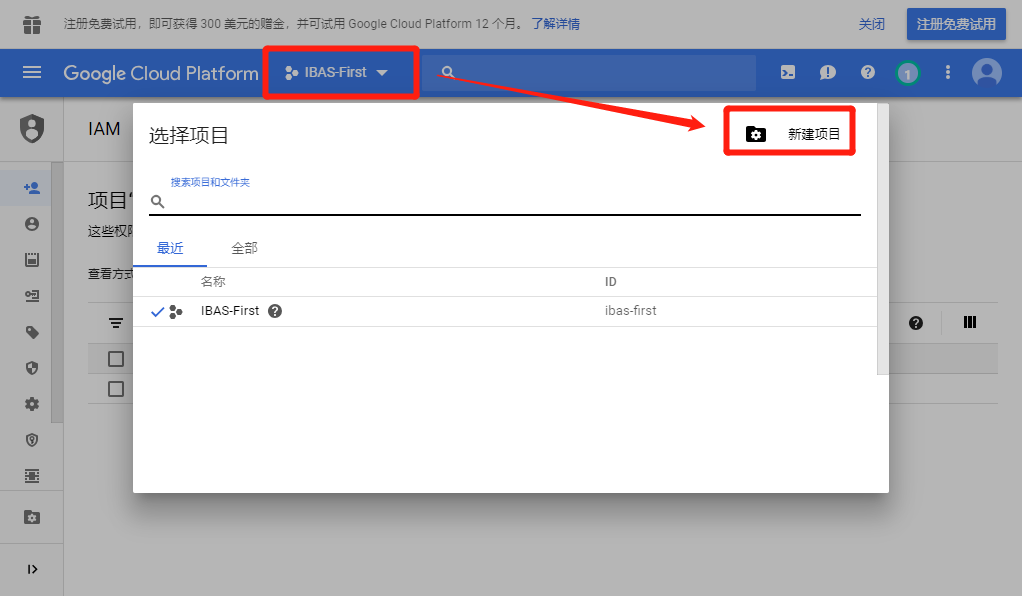 注册免费试用，即可获得 300 美元的赠金，并可试用 Google Cloud Platform 12 个月。 了解详情
关闭
注册免费试用
Google Cloud Platform
IBAS-First
1
IAM
选择项目
新建项目
搜索项目和文件夹
项目“
这些权限
查看方式
最近
全部
名称
ID
IBAS-First
ibas-first